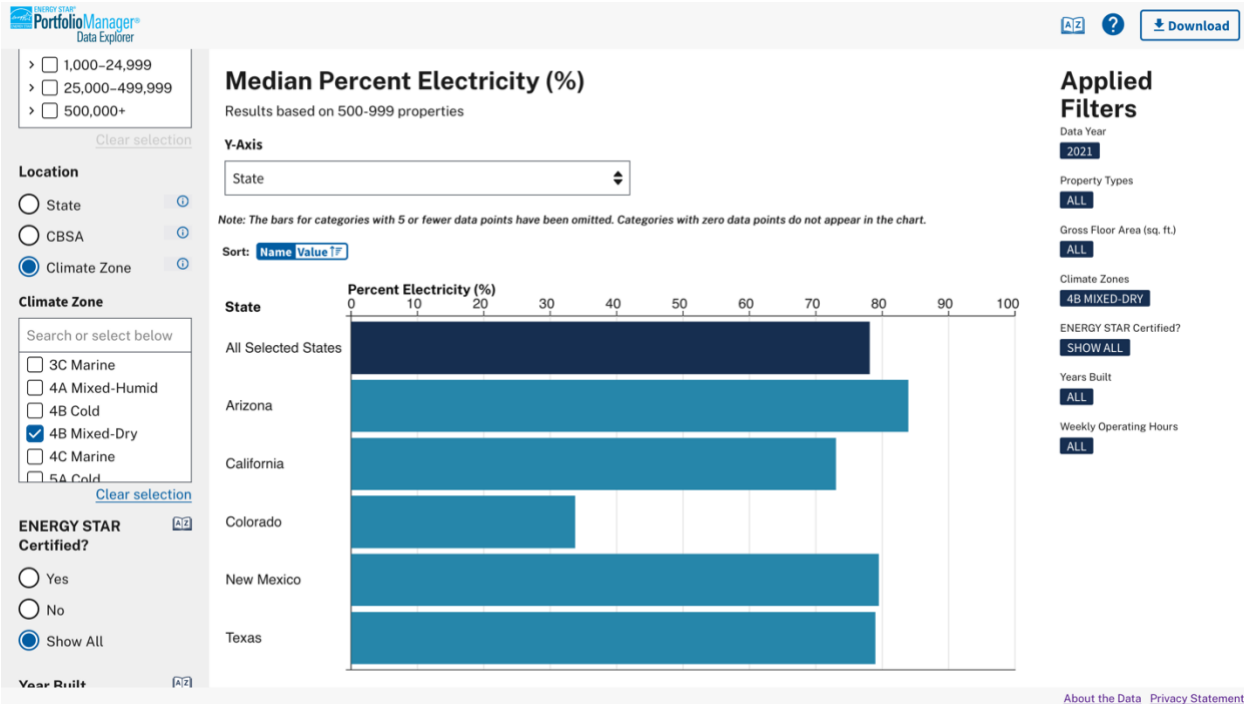 ENERGY STAR®
PortfolioManager®
Data Explorer
A Z
?
Download
1,000–24,999
25,000–499,999
500,000+
Clear selection
Location
State
CBSA
Climate Zone
Climate Zone
Search or select below
3C Marine
4A Mixed-Humid
4B Cold
4B Mixed-Dry
4C Marine
5A Cold
Clear selection
ENERGY STAR
Certified?
A Z
Yes
No
Show All
Year Built
A Z
Median Percent Electricity (%)
Results based on 500-999 properties
Y-Axis
State
Note: The bars for categories with 5 or fewer data points have been omitted. Categories with zero data points do not appear in the chart.
Sort: Name Value
State
Percent Electricity (%)
0 10 20 30 40 50 60 70 80 90 100
All Selected States
Arizona
California
Colorado
New Mexico
Texas
Applied
Filters
Data Year
2021
Property Types
ALL
Gross Floor Area (sq. ft.)
ALL
Climate Zones
4B MIXED-DRY
ENERGY STAR Certified?
SHOW ALL
Years Built
ALL
Weekly Operating Hours
ALL
About the Data Privacy Statement